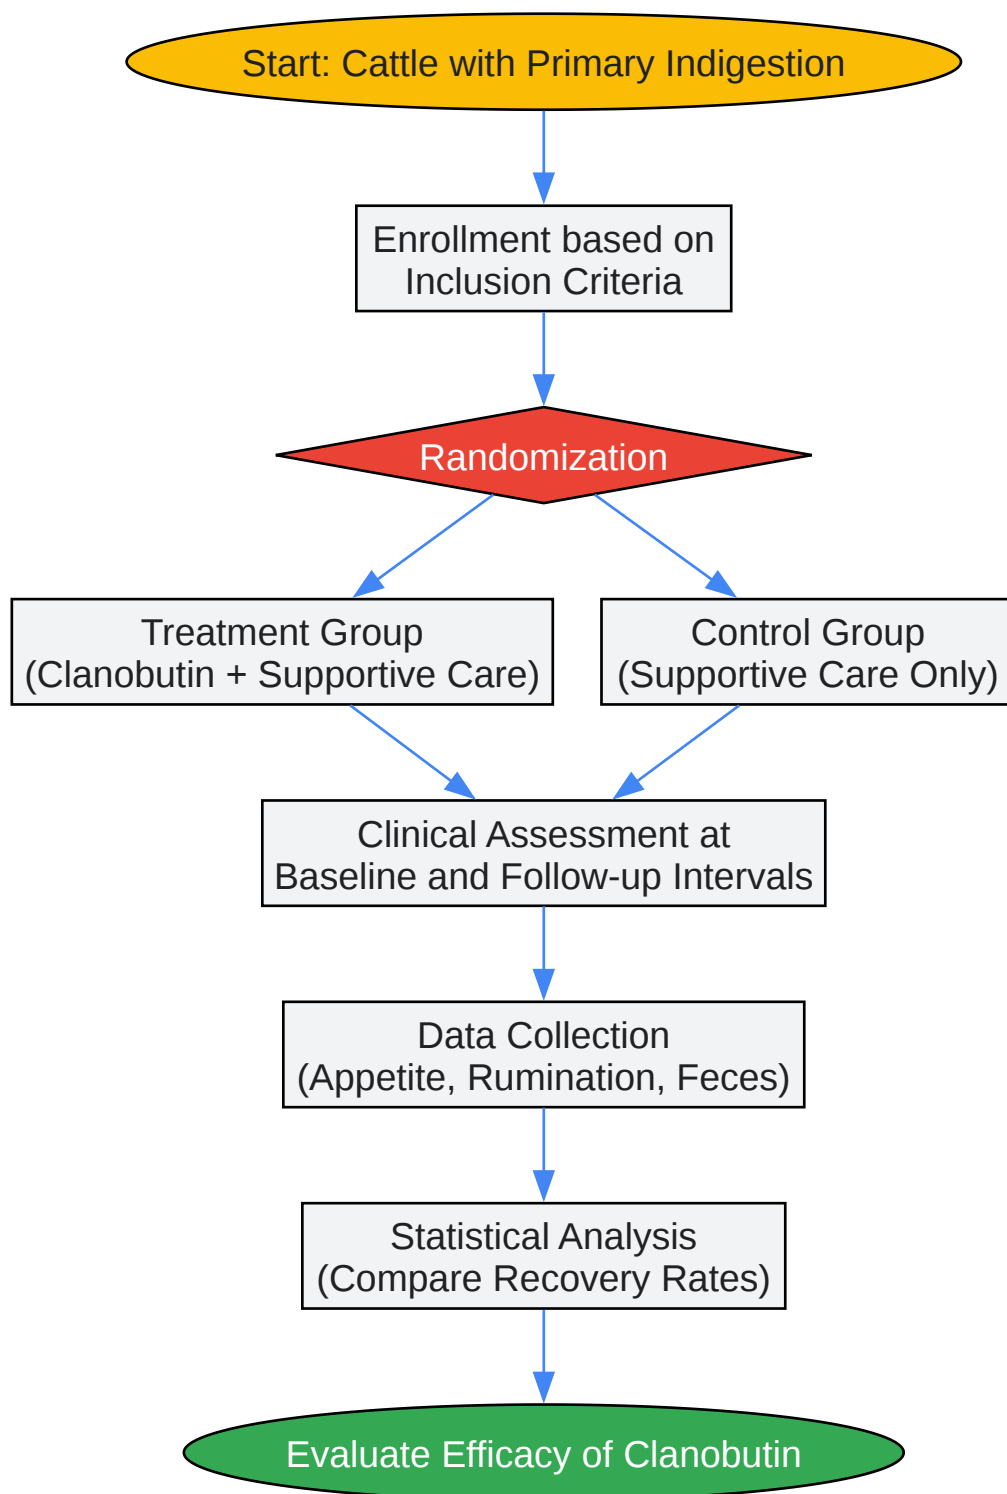 Start: Cattle with Primary Indigestion
Enrollment based on
Inclusion Criteria
Randomization
Treatment Group
(Clanobutin + Supportive Care)
Control Group
(Supportive Care Only)
Clinical Assessment at
Baseline and Follow-up Intervals
Data Collection
(Appetite, Rumination, Feces)
Statistical Analysis
(Compare Recovery Rates)
Evaluate Efficacy of Clanobutin